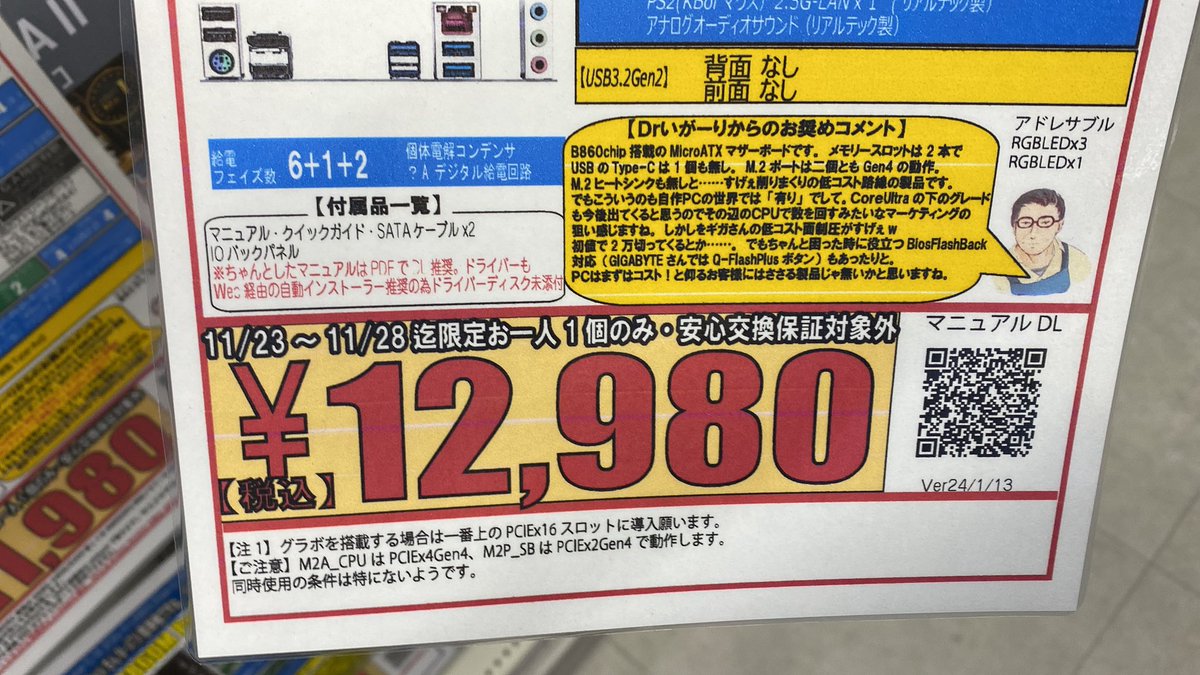 PS2(KBorマウス) 2.5G-LAN x 1 (リアルテック製)
アナログオーディオサウンド (リアルテック製)
【USB3.2Gen2】
背面 なし
前面 なし
給電
フェイズ数
6+1+2
個体電解コンデンサ
? A デジタル給電回路
【付属品一覧】
マニュアル・クイックガイド・SATAケーブル x2
IO バックパネル
※ちゃんとしたマニュアルはPDFでDL 推奨。ドライバーも
Web 経由の自動インストーラー推奨の為ドライバーディスク未添付
【Drいがーりからのお奨めコメント】
B860chip 搭載の MicroATX マザーボードです。メモリースロットは 2 本で
USB の Type-C は 1 個も無し。M.2 ポートは二個とも Gen4 の動作。
M.2 ヒートシンクも無しと……すげぇ削りまくりの低コスト路線の製品です。
でもこういうのも自作PCの世界では「有り」でして。CoreUltra の下のグレード
も今後出てくると思うのでその辺のCPUで数を回すみたいなマーケティングの
狙い感じますね。しかしギガさんの低コスト面制圧がすげぇｗ
初値で 2 万切ってくるとか……。でもちゃんと困った時に役立つ BiosFlashBack
対応（GIGABYTE さんでは Q-FlashPlus ボタン）もあったりと。
PCはまずはコスト！と仰るお客様にはささる製品じゃ無いかと思いますね。
アドレサブル
RGBLEDx3
RGBLEDx1
11/23 ～ 11/28 迄限定お一人 1 個のみ・安心交換保証対象外
¥12,980
【税込】
マニュアル DL
Ver24/1/13
【注 1】グラボを搭載する場合は一番上の PCIEx16 スロットに導入願います。
【ご注意】M2A_CPU は PCIEx4Gen4、M2P_SB は PCIEx2Gen4 で動作します。
同時使用の条件は特にないようです。
1,980